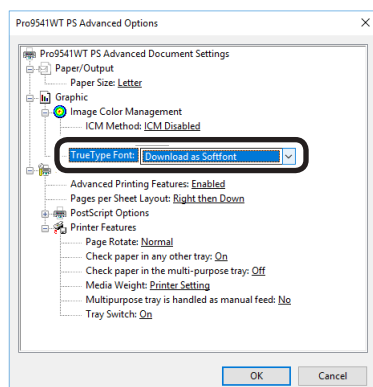 Pro9541WT PS Advanced Options
Pro9541WT PS Advanced Document Settings
Paper/Output
Paper Size: Letter
Graphic
Image Color Management
ICM Method: ICM Disabled
TrueType Font: Download as Softfont
Advanced Printing Features: Enabled
Pages per Sheet Layout: Right then Down
PostScript Options
Printer Features
Page Rotate: Normal
Check paper in any other tray: On
Check paper in the multi-purpose tray: Off
Media Weight: Printer Setting
Multipurpose tray is handled as manual feed: No
Tray Switch: On
OK Cancel